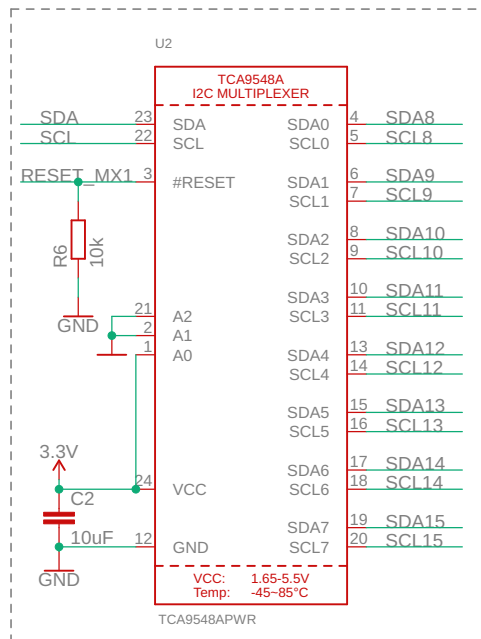 U2
TCA9548A
I2C MULTIPLEXER
SDA 23 SDA SDA0 4 SDA8
SCL 22 SCL SCL0 5 SCL8
RESET_MX1 3 #RESET SDA1 6 SDA9
SCL1 7 SCL9
R6 10k
SDA2 8 SDA10
SCL2 9 SCL10
SDA3 10 SDA11
GND 21 A2 SCL3 11 SCL11
2 A1
1 A0 SDA4 13 SDA12
SCL4 14 SCL12
SDA5 15 SDA13
SCL5 16 SCL13
3.3V
SDA6 17 SDA14
24 VCC SCL6 18 SCL14
C2
10uF
SDA7 19 SDA15
12 GND SCL7 20 SCL15
GND
VCC: 1.65-5.5V
Temp: -45~85°C
TCA9548APWR